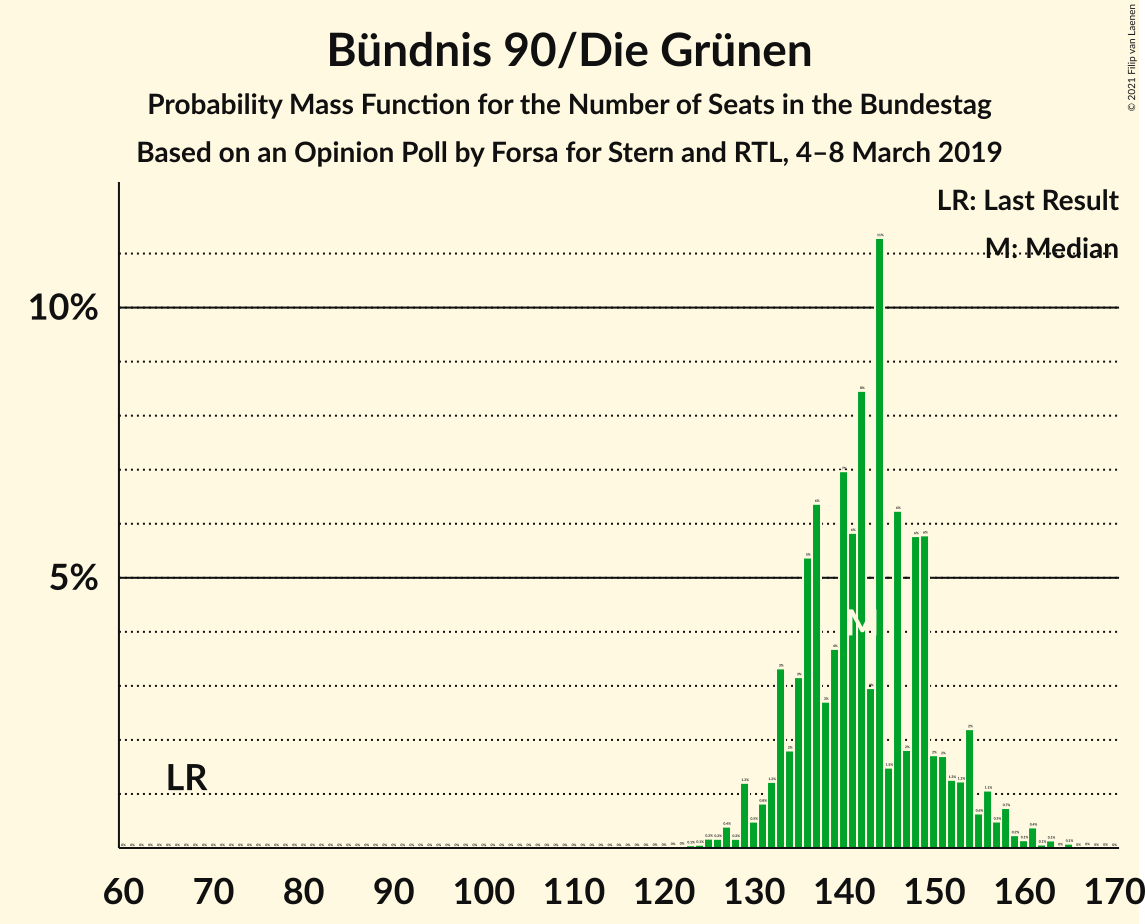 Bündnis 90/Die Grünen
Probability Mass Function for the Number of Seats in the Bundestag
Based on an Opinion Poll by Forsa for Stern and RTL, 4–8 March 2019
© 2021 Filip van Laenen
LR: Last Result
M: Median
10%
5%
LR
M
60 70 80 90 100 110 120 130 140 150 160 170